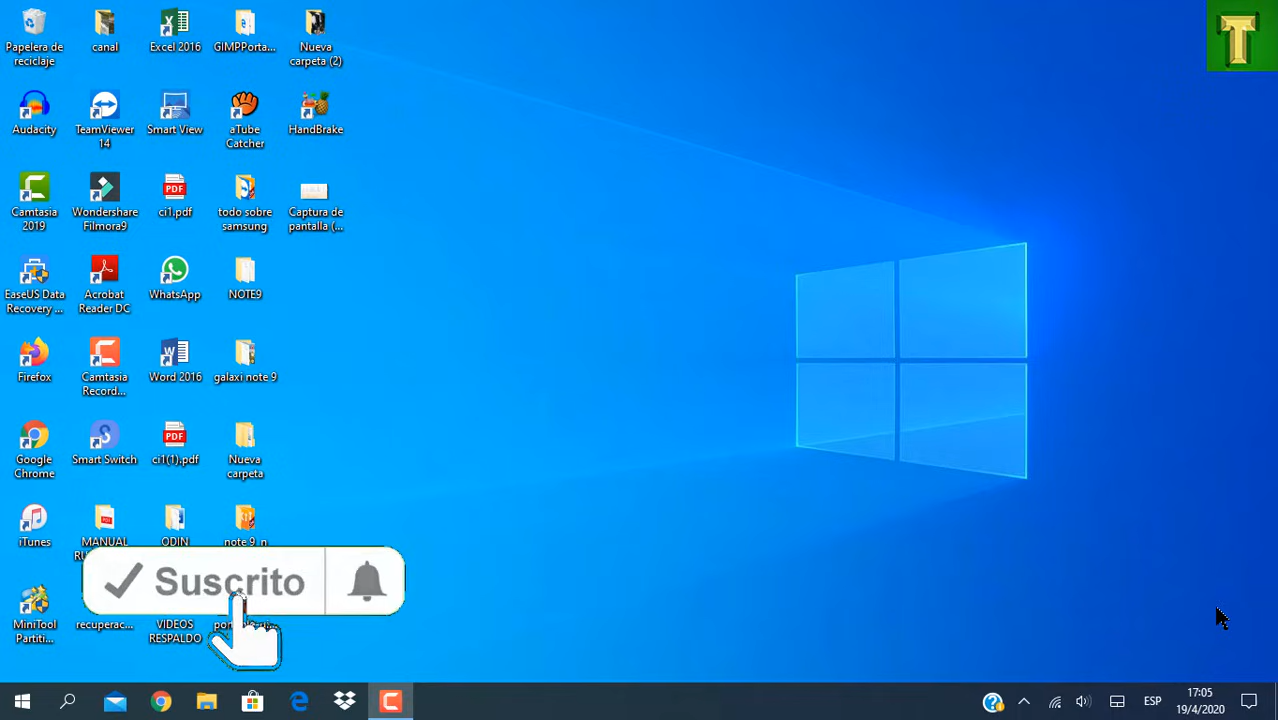 T
Papelera de
reciclaje
canal
Excel 2016
GIMPPorta...
Nueva
carpeta (2)
Audacity
TeamViewer
14
Smart View
aTube
Catcher
HandBrake
Camtasia
2019
Wondershare
Filmora9
PDF
ci1.pdf
todo sobre
samsung
Captura de
pantalla (...
EaseUS Data
Recovery ...
Acrobat
Reader DC
WhatsApp
NOTE9
Firefox
Camtasia
Record...
Word 2016
galaxi note 9
Google
Chrome
Smart Switch
PDF
ci1(1).pdf
Nueva
carpeta
iTunes
MANUAL
ODIN
note 9_n
Suscrito
MiniTool
Partiti...
recuperac...
VIDEOS
RESPALDO
ESP
17:05
19/4/2020